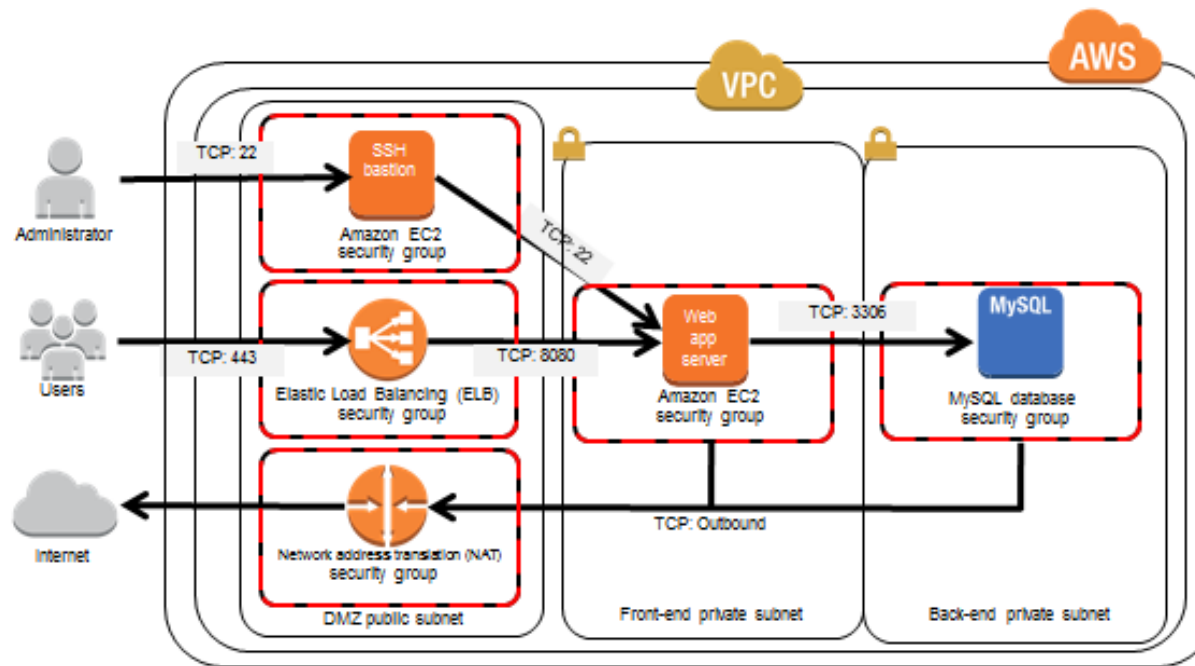 AWS
VPC
TCP: 22
SSH
bastion
Administrator
Amazon EC2
security group
TCP: 22
Users
TCP: 443
Elastic Load Balancing (ELB)
security group
TCP: 8080
Web
app
server
Amazon EC2
security group
TCP: 3306
MySQL
MySQL database
security group
Internet
Network address translation (NAT)
security group
TCP: Outbound
DMZ public subnet
Front-end private subnet
Back-end private subnet